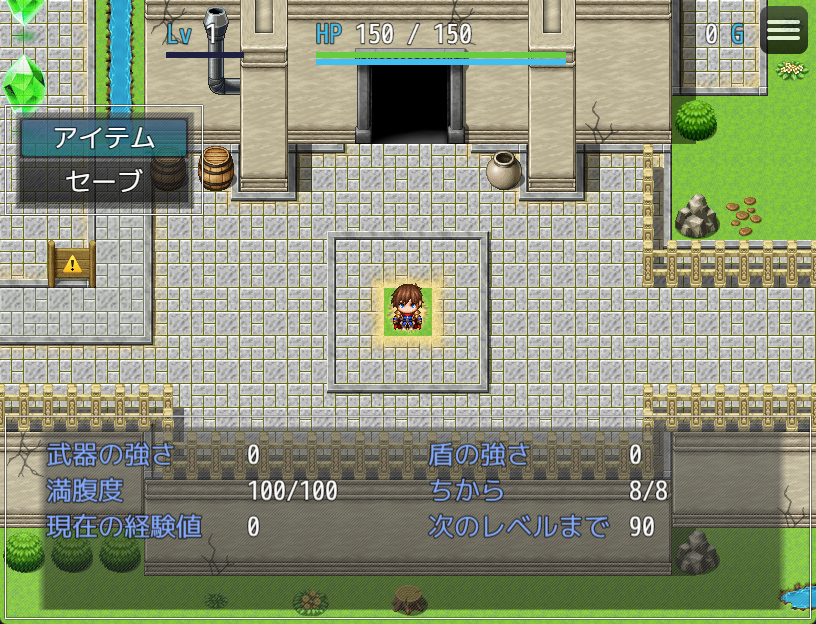 Lv 1 HP 150 / 150 0 G
アイテム
セーブ
武器の強さ 0 盾の強さ 0
満腹度 100/100 ちから 8/8
現在の経験値 0 次のレベルまで 90